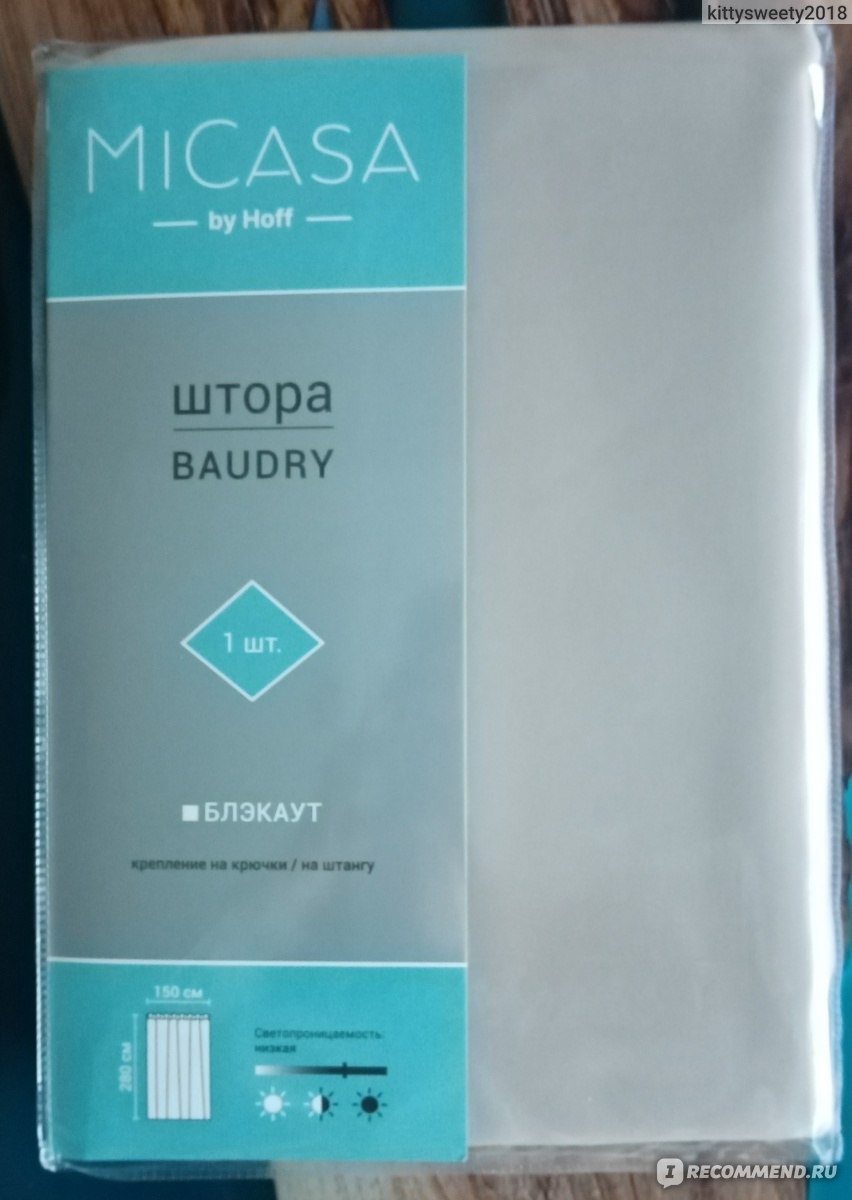 kittysweety2018
MiCASA
by Hoff
штора
BAUDRY
1 шт.
БЛЭКАУТ
крепление на крючки / на штангу
150 см
280 см
Светопроницаемость:
низкая
I RECOMMEND.RU